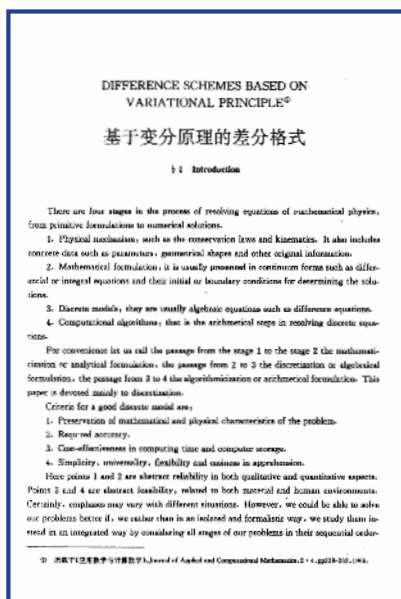 DIFFERENCE SCHEMES BASED ON
VARIATIONAL PRINCIPLE①
基于变分原理的差分格式
§ 1 Introduction
There are four stages in the process of resolving equations of mathematical physics,
from primitive formulations to numerical solutions.
1. Physical mechanism, such as the conservation laws and kinematics. It also includes
concrete data such as parameters, geometrical shapes and other original information.
2. Mathematical formulation, it is usually presented in continuum forms such as differ-
ential or integral equations and their initial or boundary conditions for determining the solu-
tions.
3. Discrete models, they are usually algebraic equations such as difference equations.
4. Computational algorithms, that is the arithmetical steps in resolving discrete equa-
tions.
For convenience let us call the passage from the stage 1 to the stage 2 the mathemati-
zation or analytical formulation, the passage from 2 to 3 the discretization or algebraical
formulation, the passage from 3 to 4 the algorithmization or arithmetical formulation. This
paper is devoted mainly to discretization.
Criteria for a good discrete model are:
1. Preservation of mathematical and physical characteristics of the problem.
2. Required accuracy.
3. Cost-effectiveness in computing time and computer storage.
4. Simplicity, universality, flexibility and easiness in apprehension.
Here points 1 and 2 are abstract reliability in both qualitative and quantitative aspects.
Points 3 and 4 are abstract feasibility, related to both material and human environments.
Certainly, emphases may vary with different situations. However, we could be able to solve
our problems better if, we rather than in an isolated and formalistic way, we study them in-
stead in an integrated way by considering all stages of our problems in their sequential order-
① 原载于《应用数学与计算数学》, Journal of Applied and Computational Mathematics, 2·4, pp238-262, 1965.